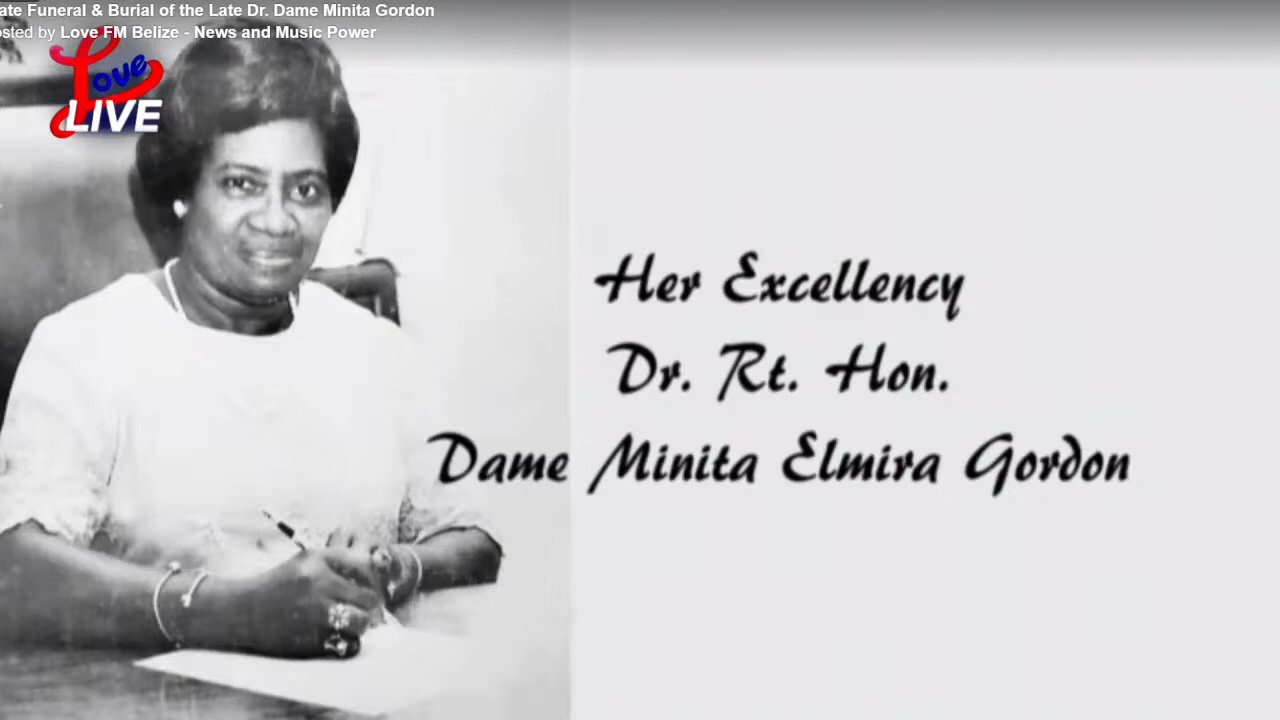 ate Funeral & Burial of the Late Dr. Dame Minita Gordon
osted by Love FM Belize - News and Music Power
Love
LIVE
Her Excellency
Dr. Rt. Hon.
Dame Minita Elmira Gordon